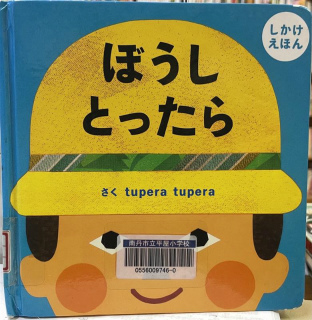 しかけ
えほん
ぼうし
とったら
さく tupera tupera
南丹市立平屋小学校
0556009746-0